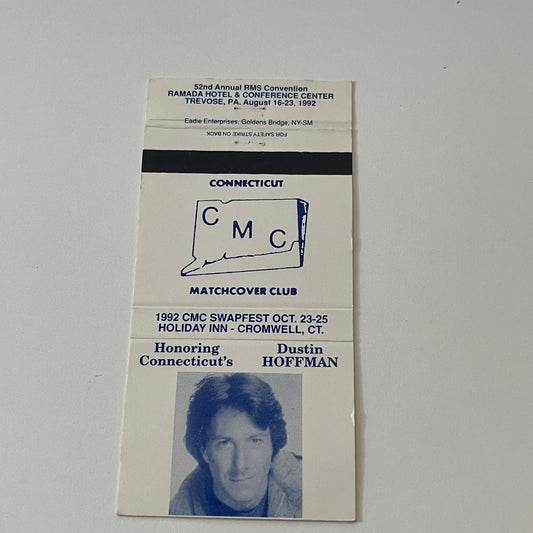 52nd Annual RMS Convention
RAMADA HOTEL & CONFERENCE CENTER
TREVOSE, PA. August 16-23, 1992
Eadie Enterprises, Goldens Bridge, NY-SM
FOR SAFETY STRIKE ON BACK
CONNECTICUT
C M C
MATCHCOVER CLUB
1992 CMC SWAPFEST OCT. 23-25
HOLIDAY INN - CROMWELL, CT.
Honoring Dustin
Connecticut's HOFFMAN